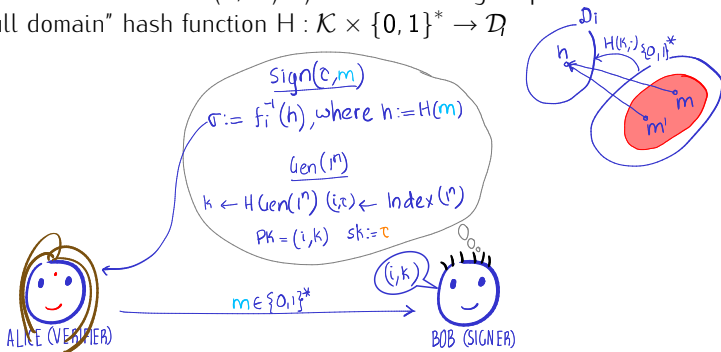 ull domain" hash function H : K × {0, 1}* → Di
Di
H(k,·)
{0,1}*
h
m
m'
Sign(τ,m)
σ := fi⁻¹(h), where h := H(m)
Gen(1ⁿ)
k ← HGen(1ⁿ) (i,τ) ← Index(1ⁿ)
PK = (i,k) sk := τ
(i,k)
m ∈ {0,1}*
ALICE (VERIFIER)
BOB (SIGNER)